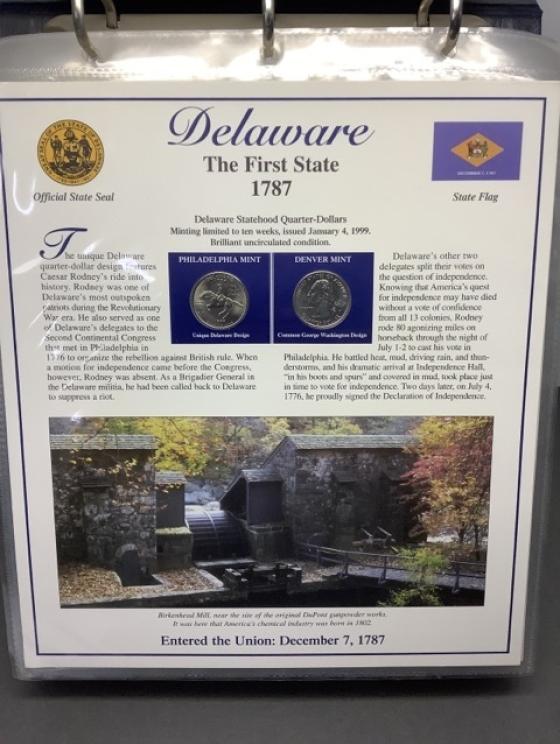 Delaware
The First State
1787
Official State Seal
State Flag
Delaware Statehood Quarter-Dollars
Minting limited to ten weeks, issued January 4, 1999.
Brilliant uncirculated condition.
The unique Delaware
quarter-dollar design features
Caesar Rodney's ride into
history. Rodney was one of
Delaware's most outspoken
patriots during the Revolutionary
War era. He also served as one
of Delaware's delegates to the
Second Continental Congress
that met in Philadelphia in
1776 to organize the rebellion against British rule. When
a motion for independence came before the Congress,
however, Rodney was absent. As a Brigadier General in
the Delaware militia, he had been called back to Delaware
to suppress a riot.
PHILADELPHIA MINT
Unique Delaware Design
DENVER MINT
Common George Washington Design
Delaware's other two
delegates split their votes on
the question of independence.
Knowing that America's quest
for independence may have died
without a vote of confidence
from all 13 colonies, Rodney
rode 80 agonizing miles on
horseback through the night of
July 1-2 to cast his vote in
Philadelphia. He battled heat, mud, driving rain, and thun-
derstorms, and his dramatic arrival at Independence Hall,
"in his boots and spurs" and covered in mud, took place just
in time to vote for independence. Two days later, on July 4,
1776, he proudly signed the Declaration of Independence.
Birkenhead Mill, near the site of the original DuPont gunpowder works.
It was here that America's chemical industry was born in 1802.
Entered the Union: December 7, 1787